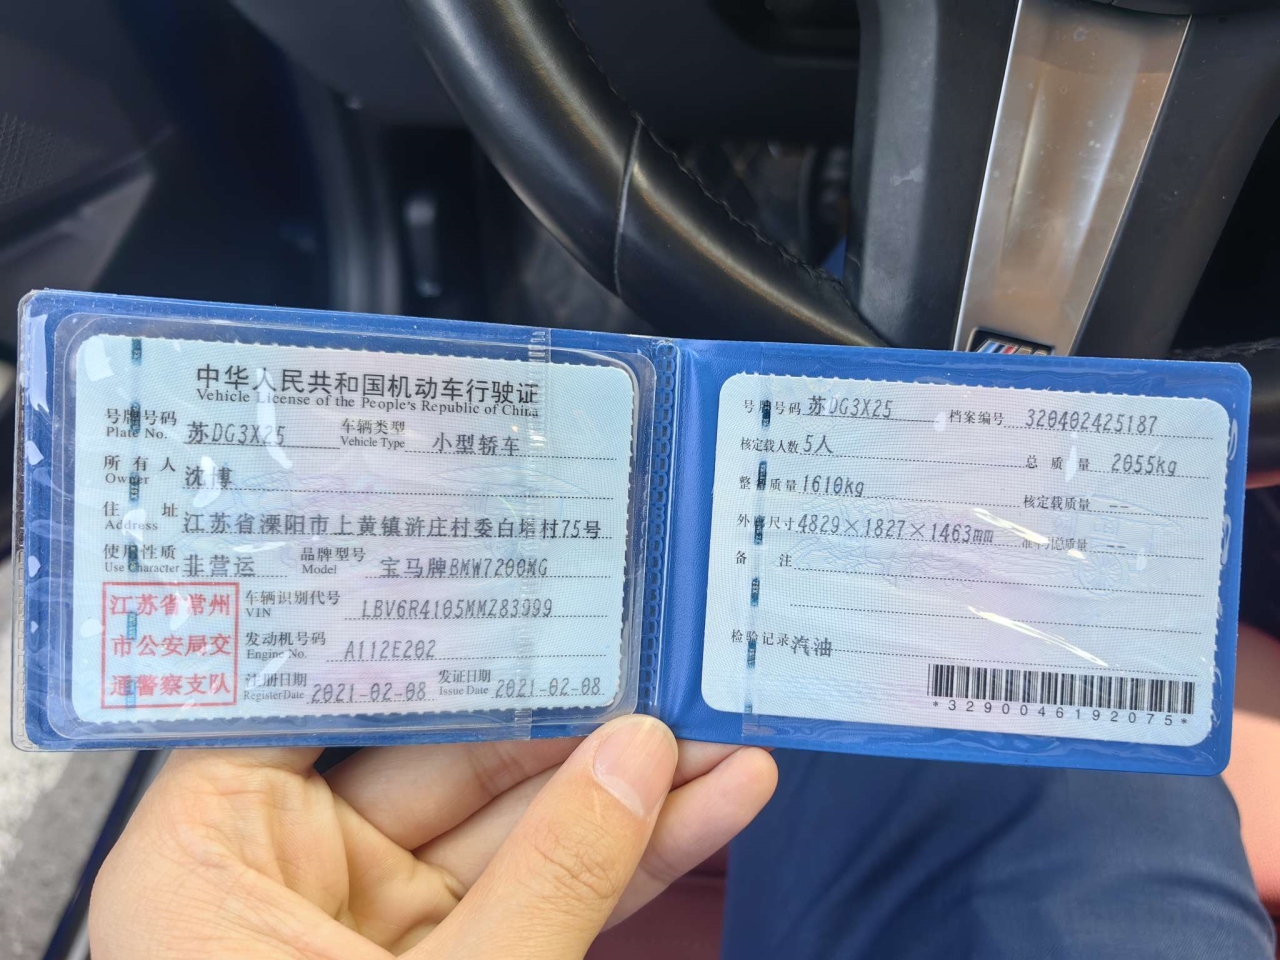 中华人民共和国机动车行驶证
Vehicle License of the People's Republic of China
号牌号码 苏DG3X25 车辆类型 小型轿车
Plate No. Vehicle Type
所有人 沈博
Owner
住址 江苏省溧阳市上黄镇浒庄村委白塔村75号
Address
使用性质 非营运 品牌型号 宝马牌BMW7200MG
Use Character Model
江苏省常州
市公安局交
通警察支队
车辆识别代号 LBV6R4105MMZ83999
VIN
发动机号码 A112E202
Engine No.
注册日期 2021-02-08 发证日期 2021-02-08
Register Date Issue Date
号牌号码 苏DG3X25 档案编号 320402425187
核定载人数 5人 总质量 2055kg
整备质量 1610kg 核定载质量 --
外廓尺寸 4829×1827×1463mm 准牵引总质量 --
备注
检验记录 汽油
*3290046192075*